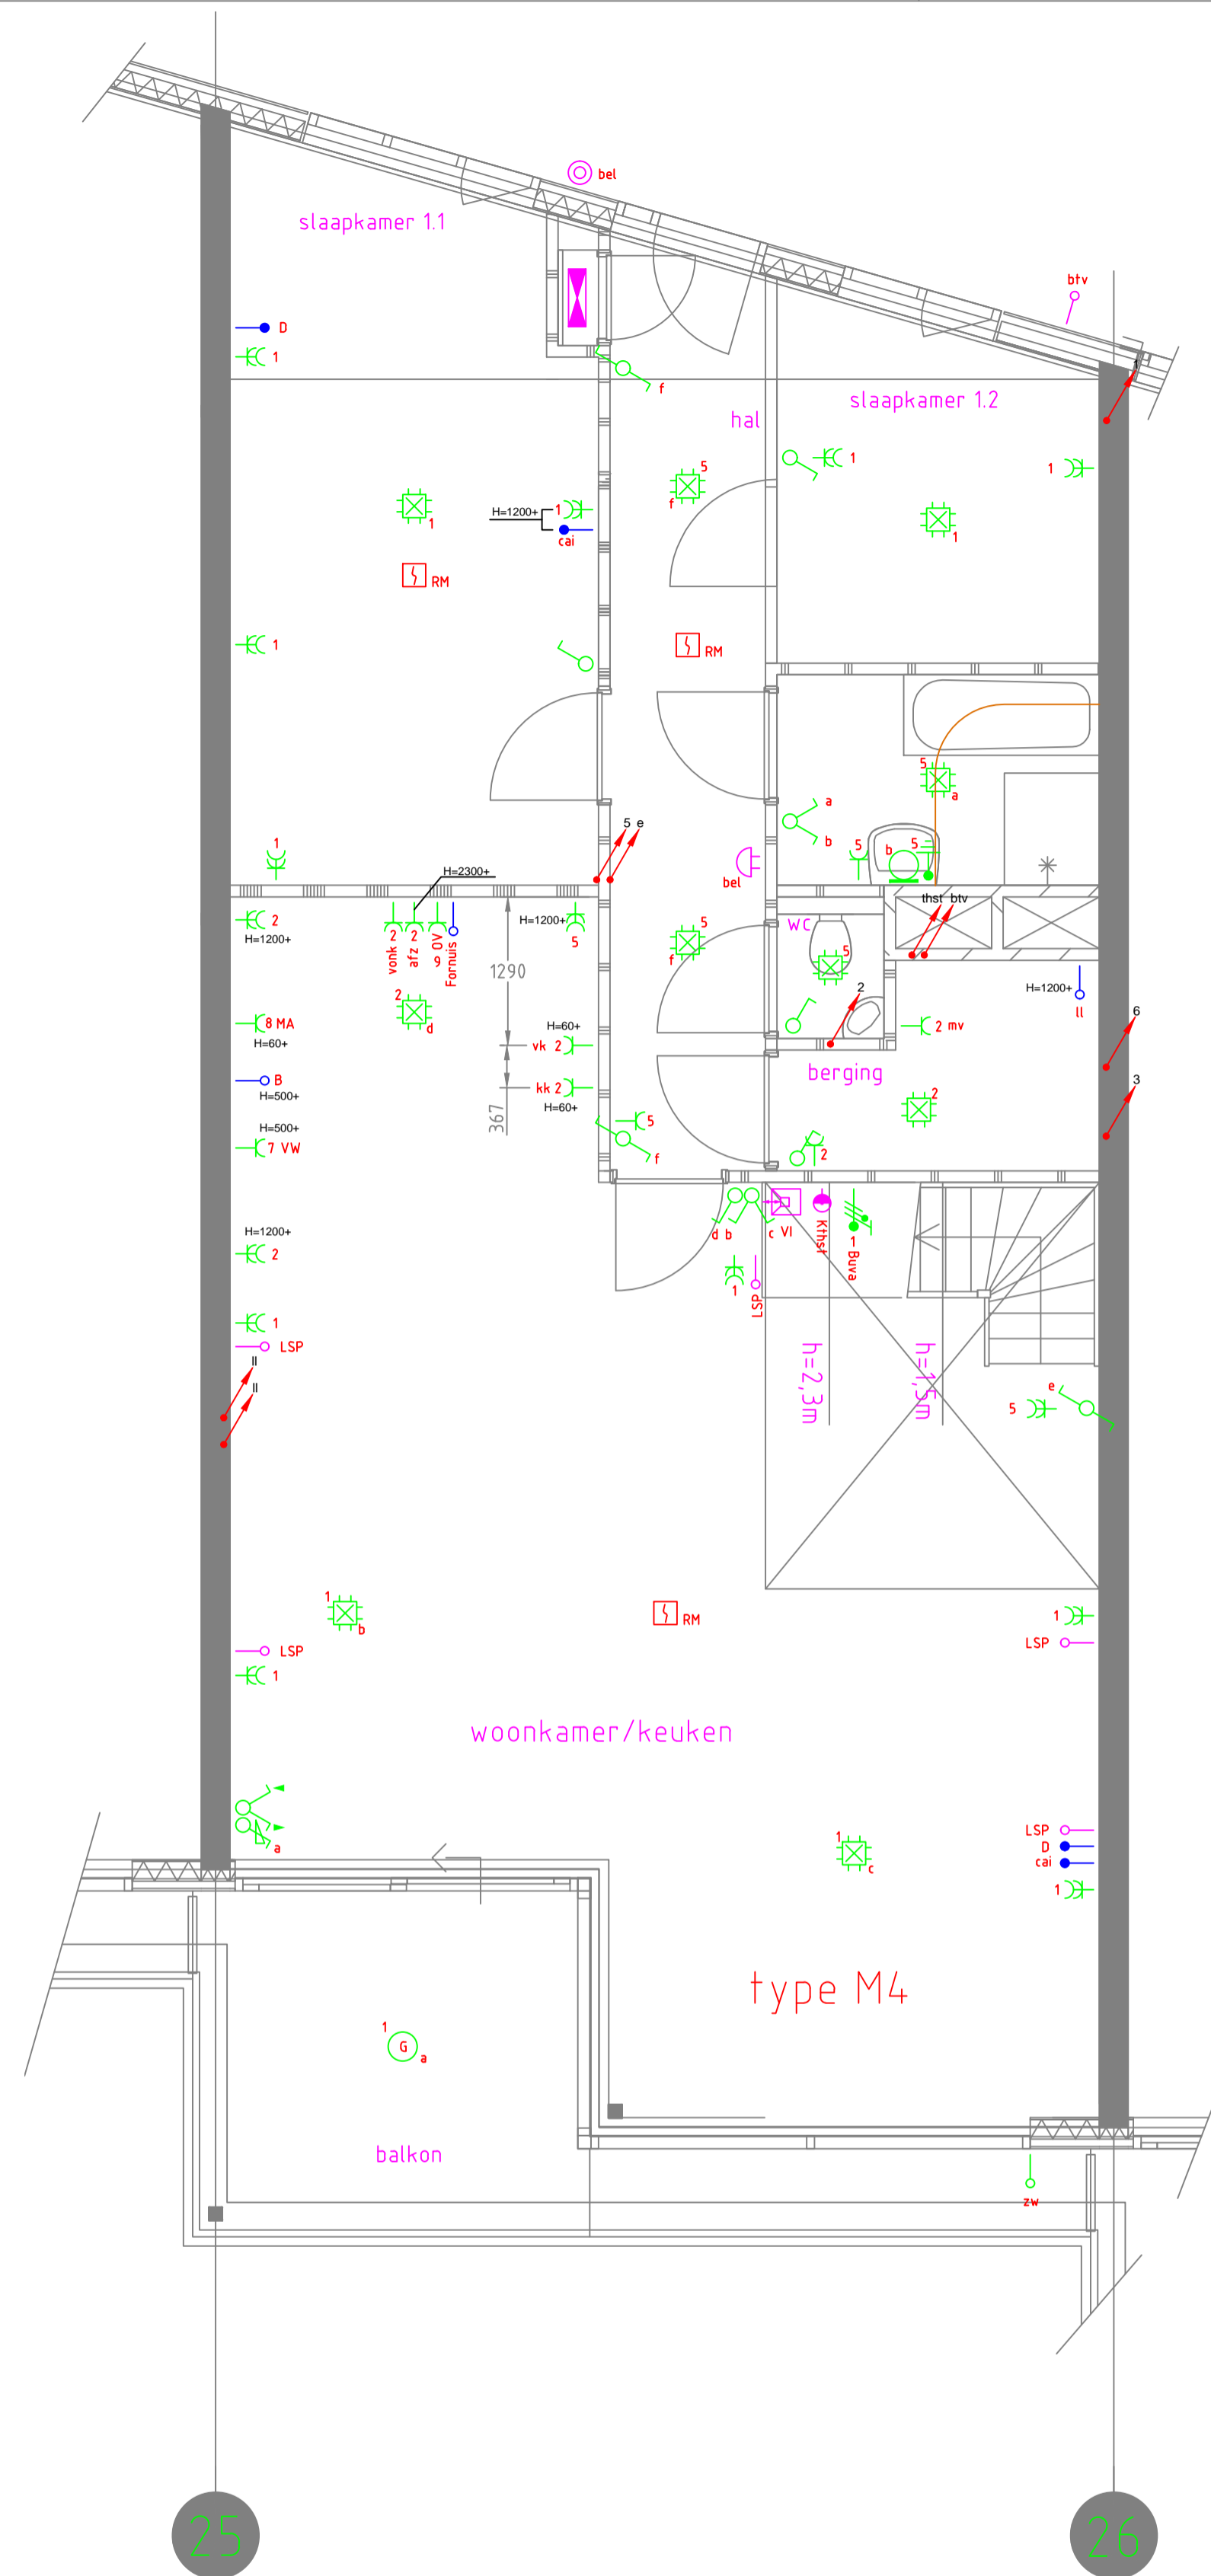 bel
slaapkamer 1.1
btv
D
1
f
1
slaapkamer 1.2
hal
1
1
5
f
1
H=1200+
1
cai
1
RM
1
RM
1
5
a
a
b
5 e
5
b
5
1
bel
H=2300+
thst btv
2
H=1200+
vonk 2
afz 2
OV
9
Fornuis
H=1200+
5
5
f
wc
5
1290
H=1200+
ll
2
d
2
8 MA
H=60+
H=60+
vk 2
2 mv
6
berging
B
H=500+
kk 2
H=60+
367
3
2
H=500+
7 VW
5
f
2
H=1200+
2
d b
c VI
Kthst
1 Buva
1
LSP
1
LSP
ll
ll
h=2,3m
h=1,5m
e
5
1
b
RM
1
LSP
LSP
1
woonkamer/keuken
a
LSP
D
cai
1
1
c
type M4
1
G
a
balkon
zw
25
26